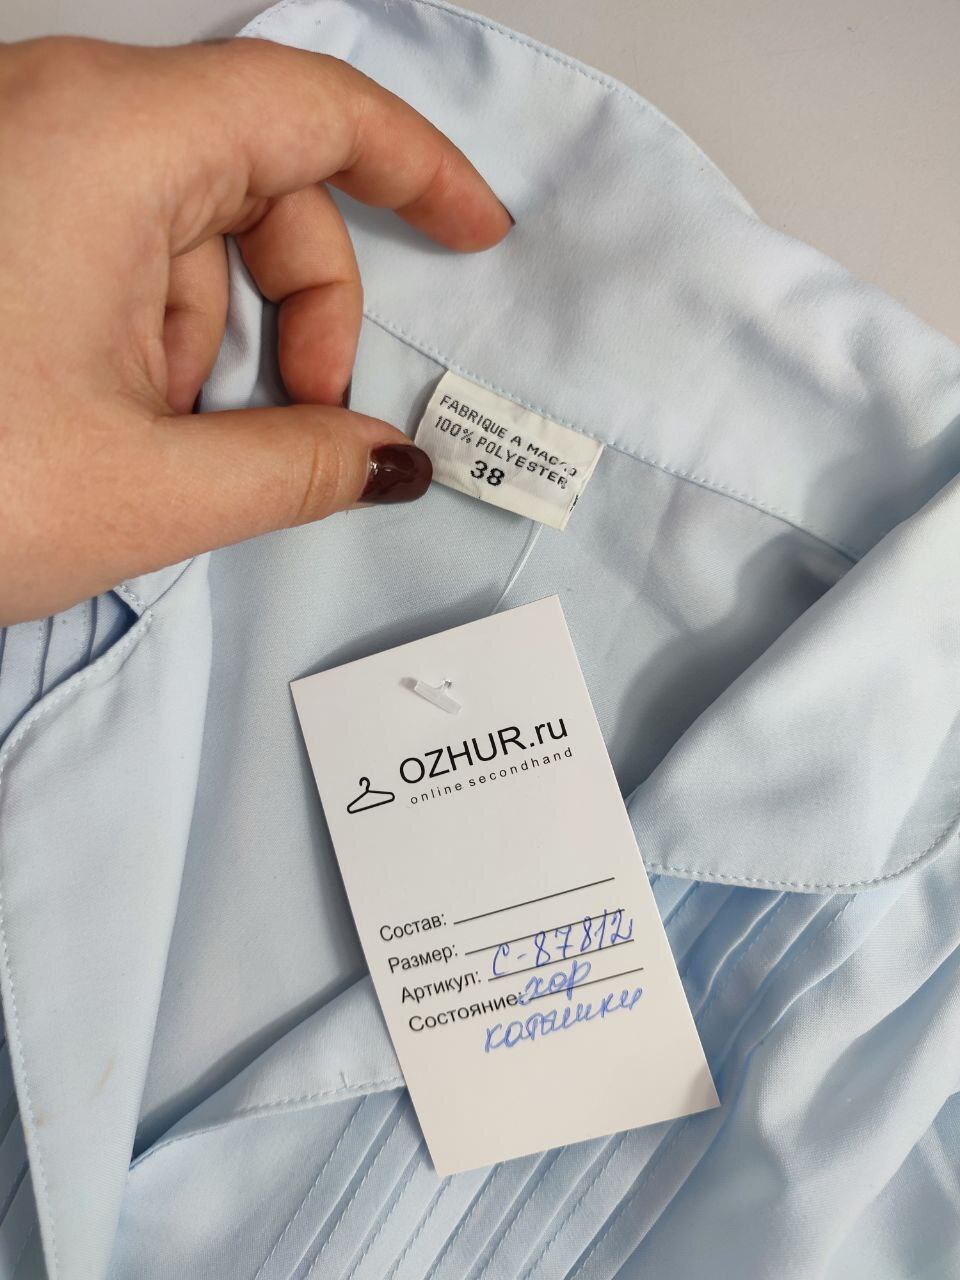 FABRIQUE A MACAO
100% POLYESTER
38
OZHUR.ru
online secondhand
Состав:
Размер:
Артикул: С-87812
Состояние: хор
катышки